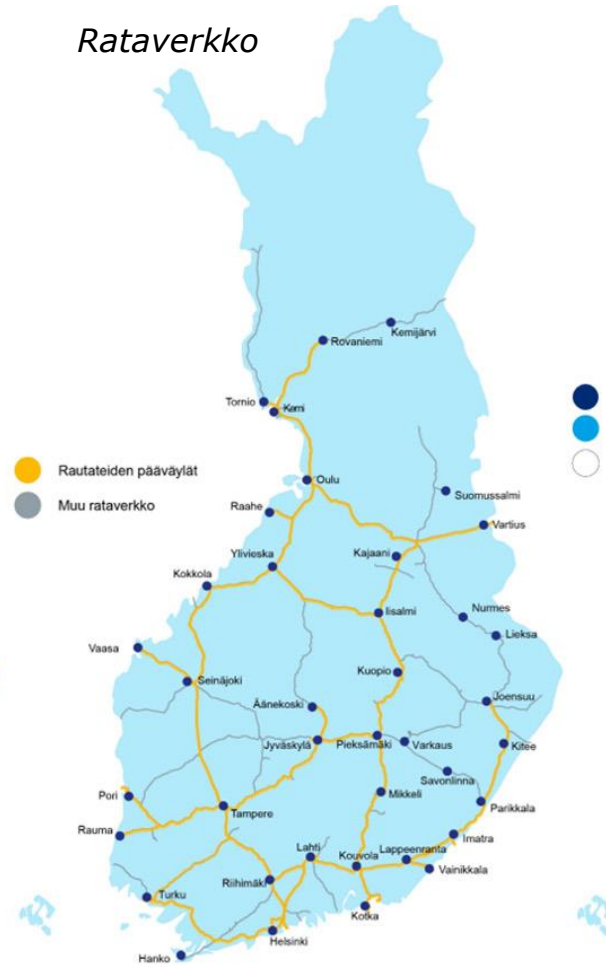 Rataverkko
Kemijärvi
Rovaniemi
Tornio
Kemi
Rautateiden pääväylät
Muu rataverkko
Oulu
Suomussalmi
Raahe
Vartius
Ylivieska
Kajaani
Kokkola
Iisalmi
Nurmes
Lieksa
Vaasa
Seinäjoki
Kuopio
Joensuu
Äänekoski
Jyväskylä
Pieksämäki
Varkaus
Kitee
Savonlinna
Pori
Mikkeli
Parikkala
Tampere
Rauma
Imatra
Lahti
Kouvola
Lappeenranta
Vainikkala
Riihimäki
Turku
Kotka
Helsinki
Hanko